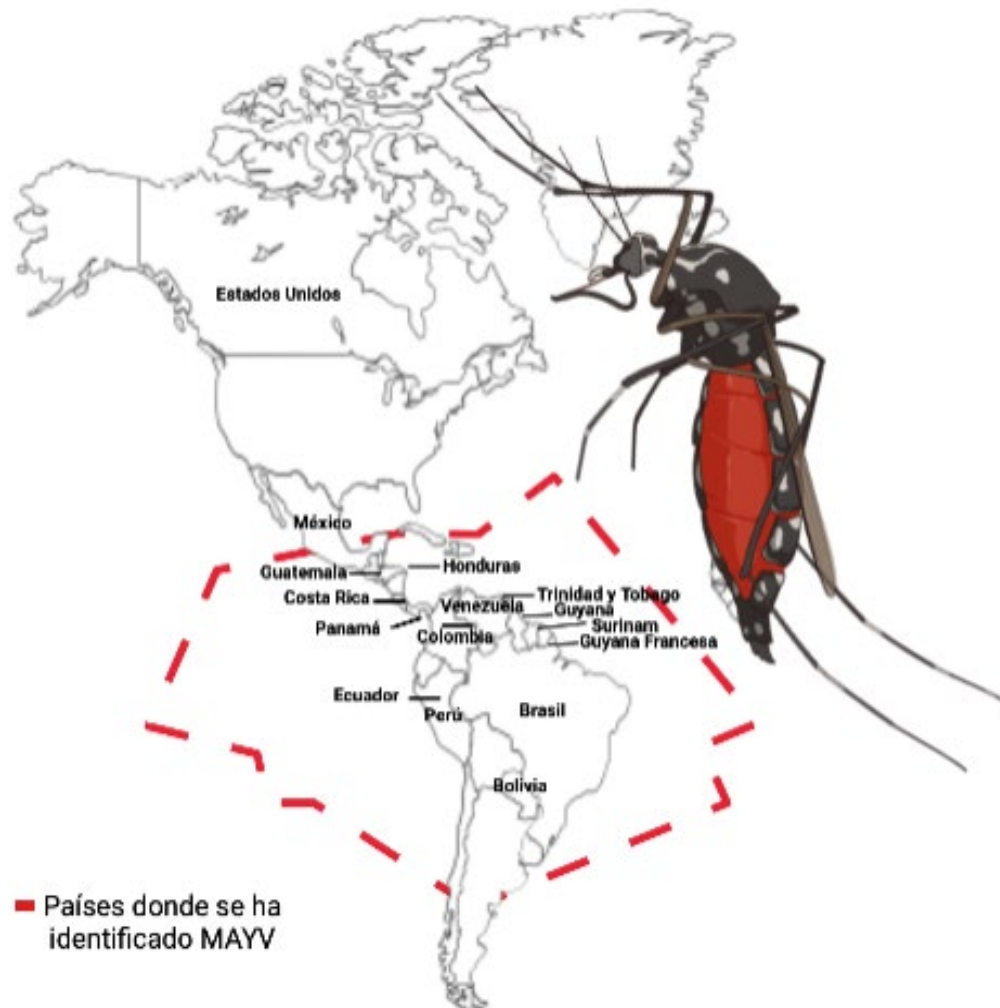 Estados Unidos
México
Guatemala
Honduras
Costa Rica
Trinidad y Tobago
Venezuela
Guyana
Panamá
Surinam
Colombia
Guyana Francesa
Ecuador
Perú
Brasil
Bolivia
Países donde se ha
identificado MAYV